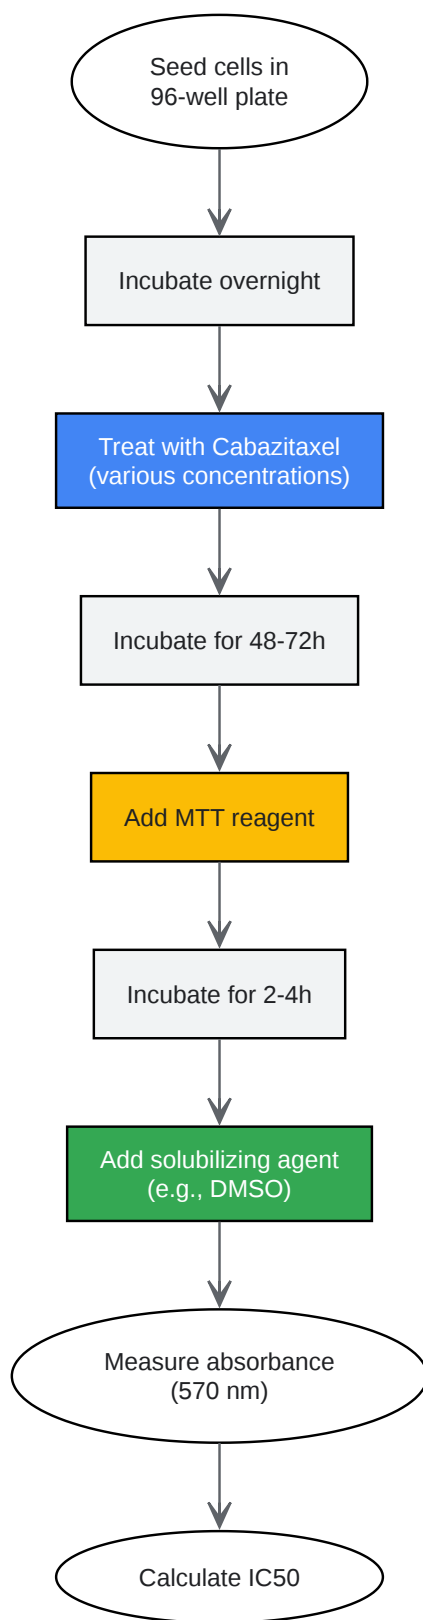 Seed cells in
96-well plate
Incubate overnight
Treat with Cabazitaxel
(various concentrations)
Incubate for 48-72h
Add MTT reagent
Incubate for 2-4h
Add solubilizing agent
(e.g., DMSO)
Measure absorbance
(570 nm)
Calculate IC50